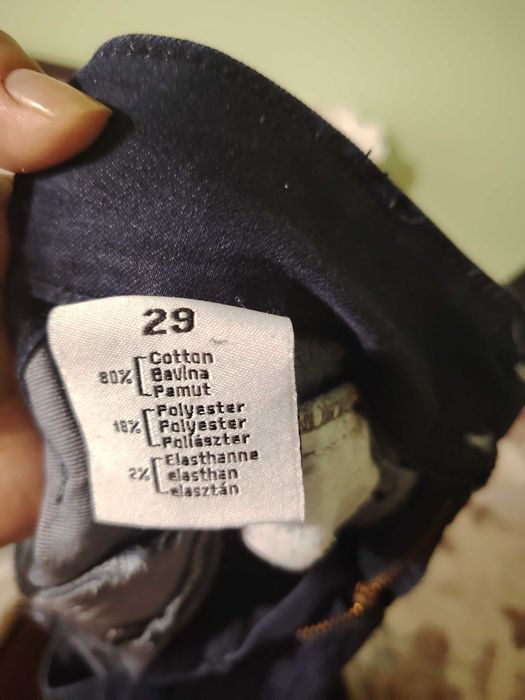 29
80% Cotton
Bavlna
Pamut
18% Polyester
Polyester
Poliészter
2% Elasthanne
elasthan
elasztán